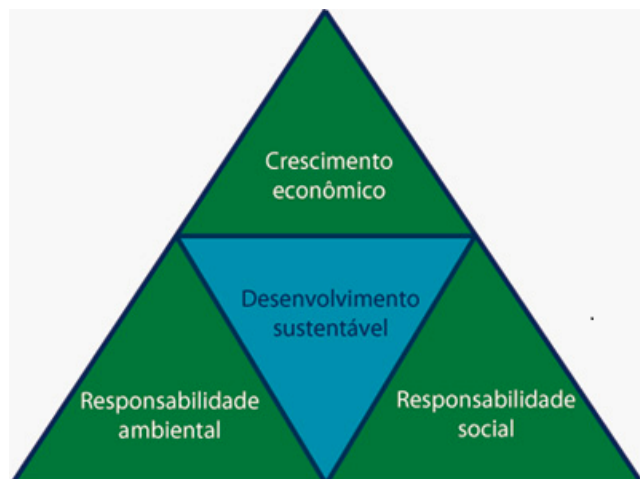 Crescimento
econômico
Desenvolvimento
sustentável
Responsabilidade
ambiental
Responsabilidade
social